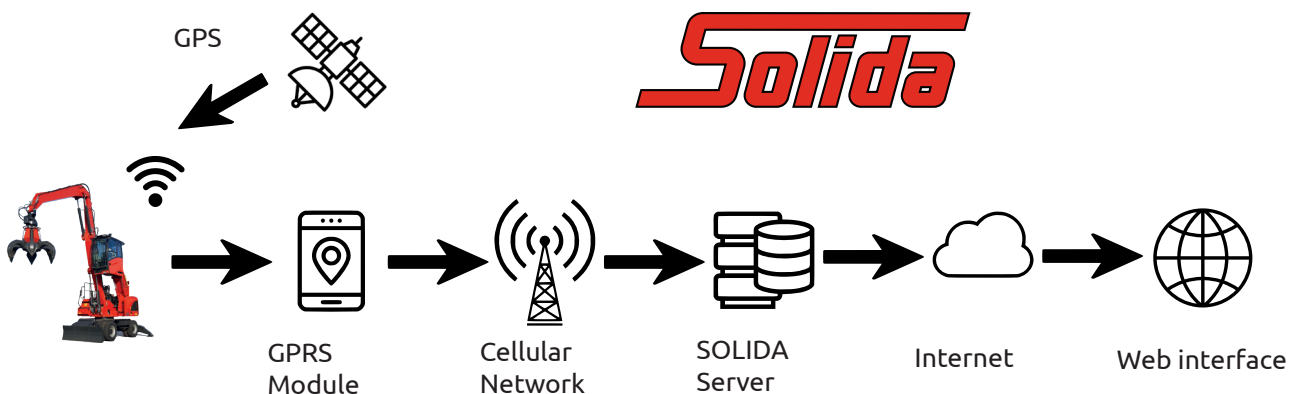 GPS
Solida
GPRS
Module
Cellular
Network
SOLIDA
Server
Internet
Web interface